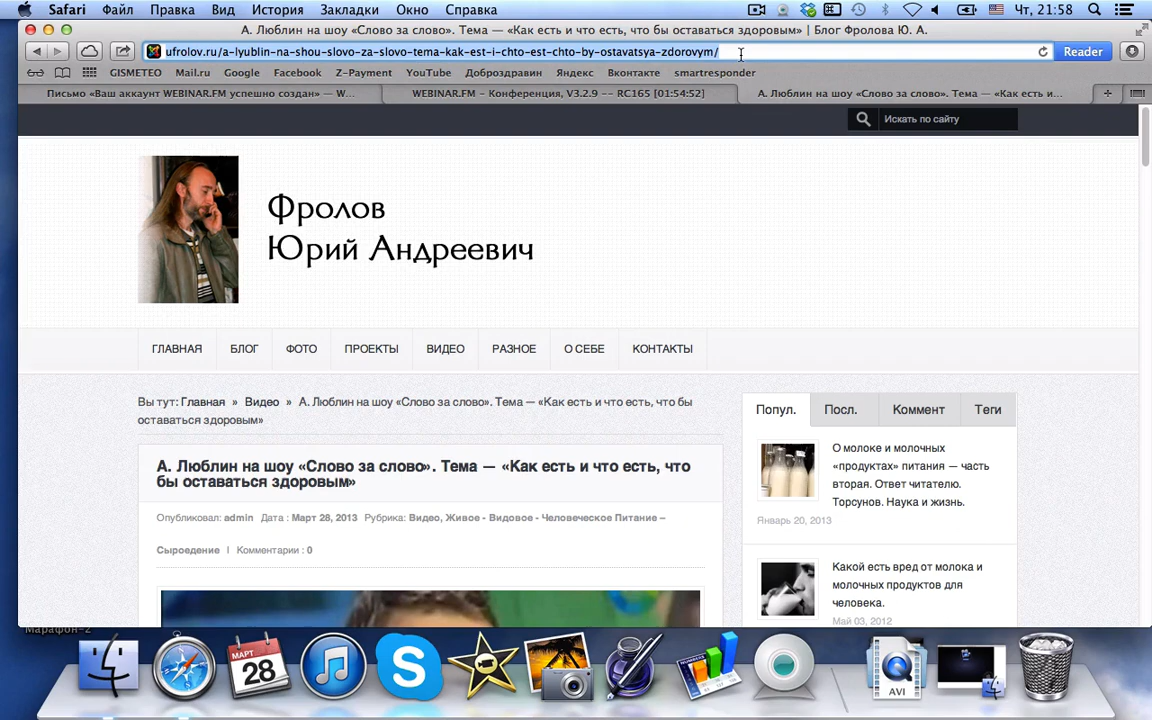 Safari Файл Правка Вид История Закладки Окно Справка Чт, 21:58
А. Люблин на шоу «Слово за слово». Тема — «Как есть и что есть, что бы оставаться здоровым» | Блог Фролова Ю. А.
ufrolov.ru/a-lyublin-na-shou-slovo-za-slovo-tema-kak-est-i-chto-est-chto-by-ostavatsya-zdorovym/ Reader
GISMETEO Mail.ru Google Facebook Z-Payment YouTube Доброздравин Яндекс Вконтакте smartresponder
Письмо «Ваш аккаунт WEBINAR.FM успешно создан» — W... WEBINAR.FM - Конференция, V3.2.9 -- RC165 [01:54:52] А. Люблин на шоу «Слово за слово». Тема — «Как есть и...
Искать по сайту
Фролов
Юрий Андреевич
ГЛАВНАЯ БЛОГ ФОТО ПРОЕКТЫ ВИДЕО РАЗНОЕ О СЕБЕ КОНТАКТЫ
Вы тут: Главная » Видео » А. Люблин на шоу «Слово за слово». Тема — «Как есть и что есть, что бы
оставаться здоровым»
А. Люблин на шоу «Слово за слово». Тема — «Как есть и что есть, что
бы оставаться здоровым»
Опубликовал: admin Дата : Март 28, 2013 Рубрика: Видео, Живое - Видовое - Человеческое Питание –
Сыроедение | Комментарии : 0
Попул. Посл. Коммент Теги
О молоке и молочных
«продуктах» питания — часть
вторая. Ответ читателю.
Торсунов. Наука и жизнь.
Январь 20, 2013
Какой есть вред от молока и
молочных продуктов для
человека.
Май 03, 2012
Марафон-2
МАРТ
28
NUMBERS
AVI